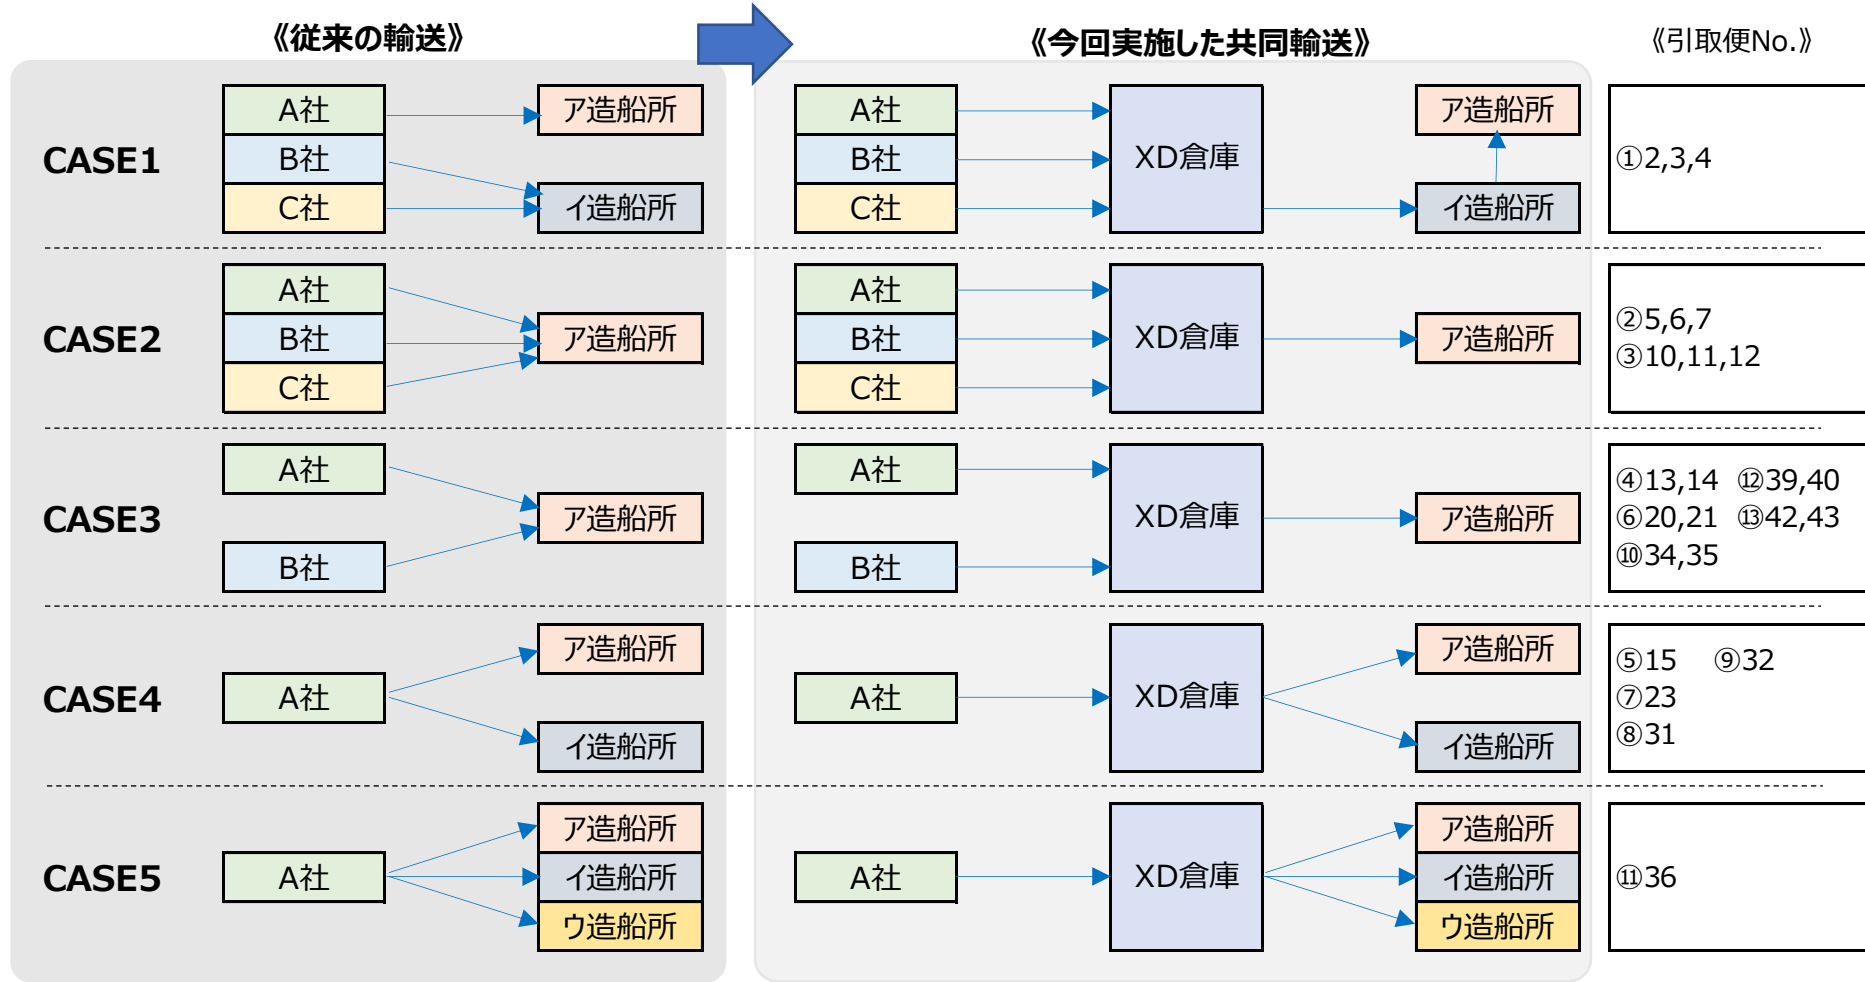 《従来の輸送》
《今回実施した共同輸送》
《引取便No.》
CASE1
A社
B社
C社
ア造船所
イ造船所
A社
B社
C社
XD倉庫
ア造船所
イ造船所
①2,3,4
CASE2
A社
B社
C社
ア造船所
A社
B社
C社
XD倉庫
ア造船所
②5,6,7
③10,11,12
CASE3
A社
B社
ア造船所
A社
B社
XD倉庫
ア造船所
④13,14 ⑫39,40
⑥20,21 ⑬42,43
⑩34,35
CASE4
A社
ア造船所
イ造船所
A社
XD倉庫
ア造船所
イ造船所
⑤15 ⑨32
⑦23
⑧31
CASE5
A社
ア造船所
イ造船所
ウ造船所
A社
XD倉庫
ア造船所
イ造船所
ウ造船所
⑪36